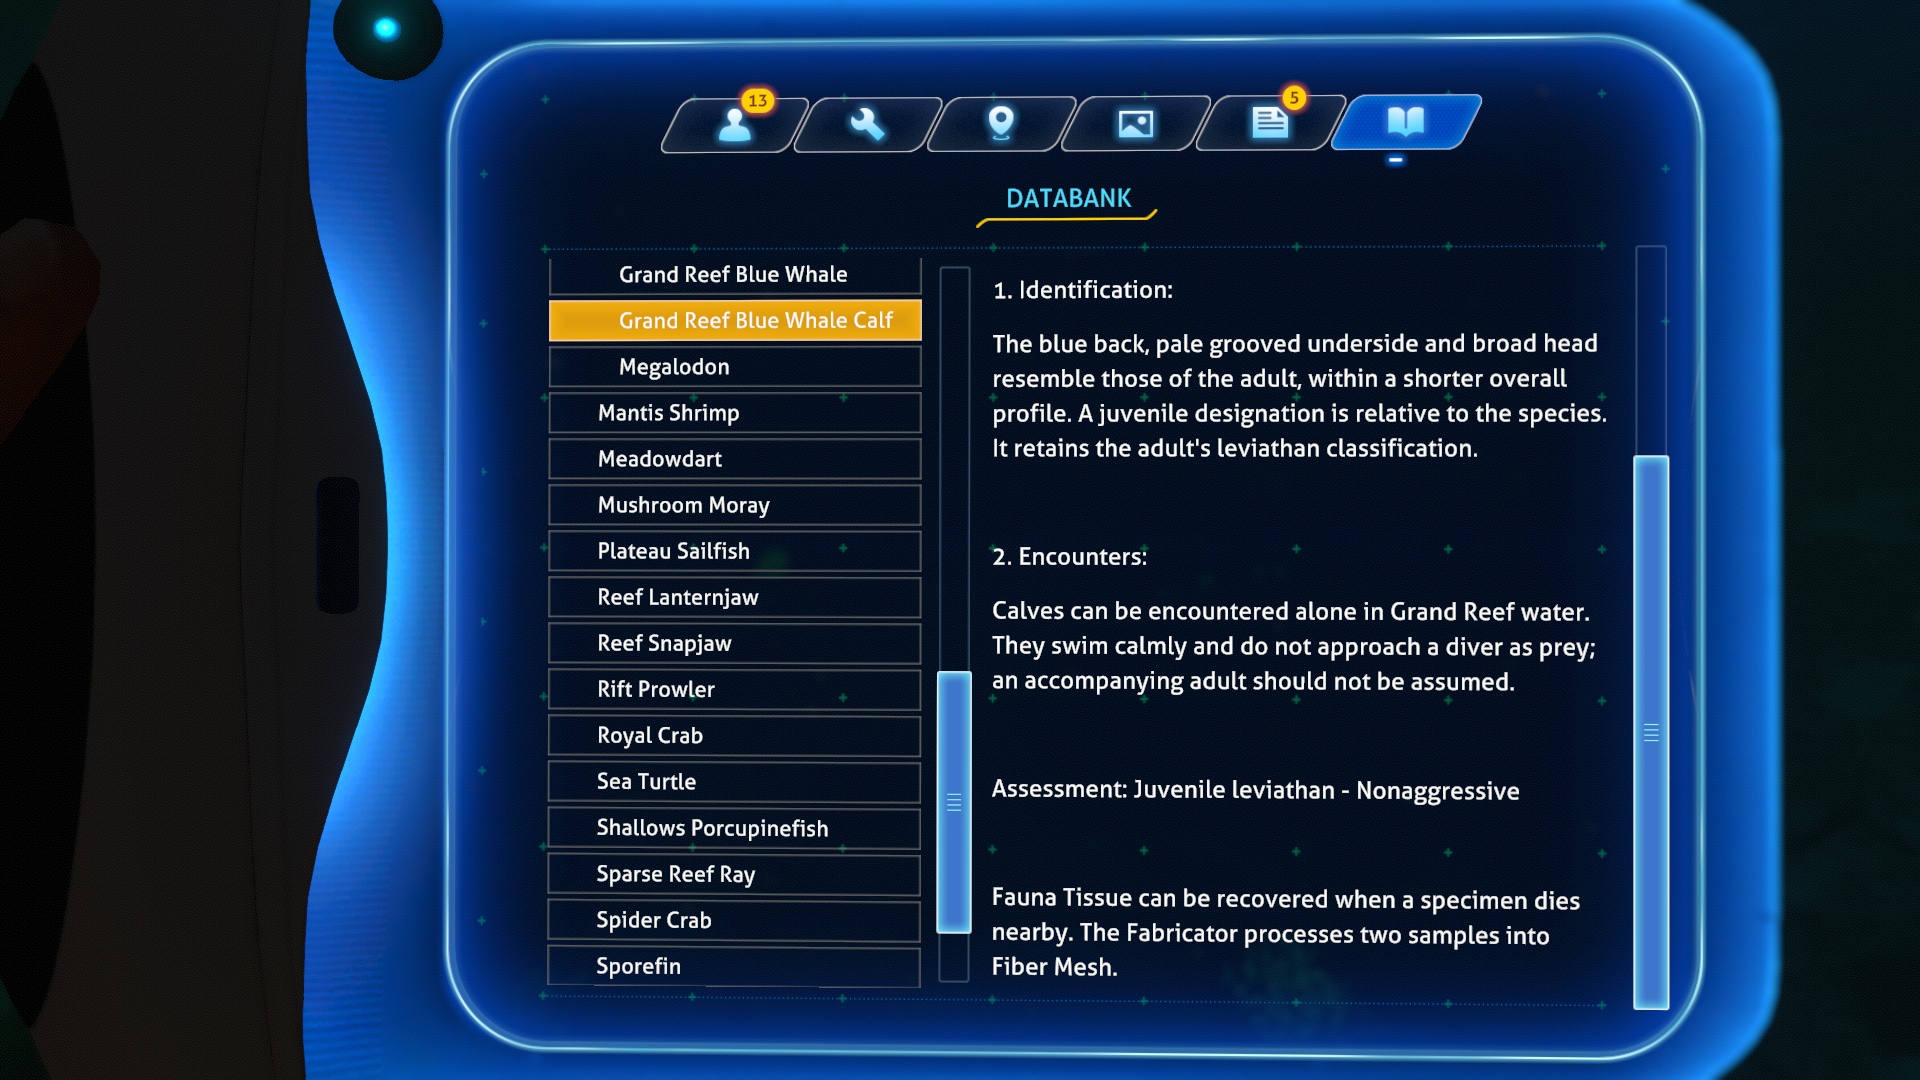 13
5
DATABANK
Grand Reef Blue Whale
Grand Reef Blue Whale Calf
Megalodon
Mantis Shrimp
Meadowdart
Mushroom Moray
Plateau Sailfish
Reef Lanternjaw
Reef Snapjaw
Rift Prowler
Royal Crab
Sea Turtle
Shallows Porcupinefish
Sparse Reef Ray
Spider Crab
Sporefin
1. Identification:
The blue back, pale grooved underside and broad head
resemble those of the adult, within a shorter overall
profile. A juvenile designation is relative to the species.
It retains the adult's leviathan classification.
2. Encounters:
Calves can be encountered alone in Grand Reef water.
They swim calmly and do not approach a diver as prey;
an accompanying adult should not be assumed.
Assessment: Juvenile leviathan - Nonaggressive
Fauna Tissue can be recovered when a specimen dies
nearby. The Fabricator processes two samples into
Fiber Mesh.